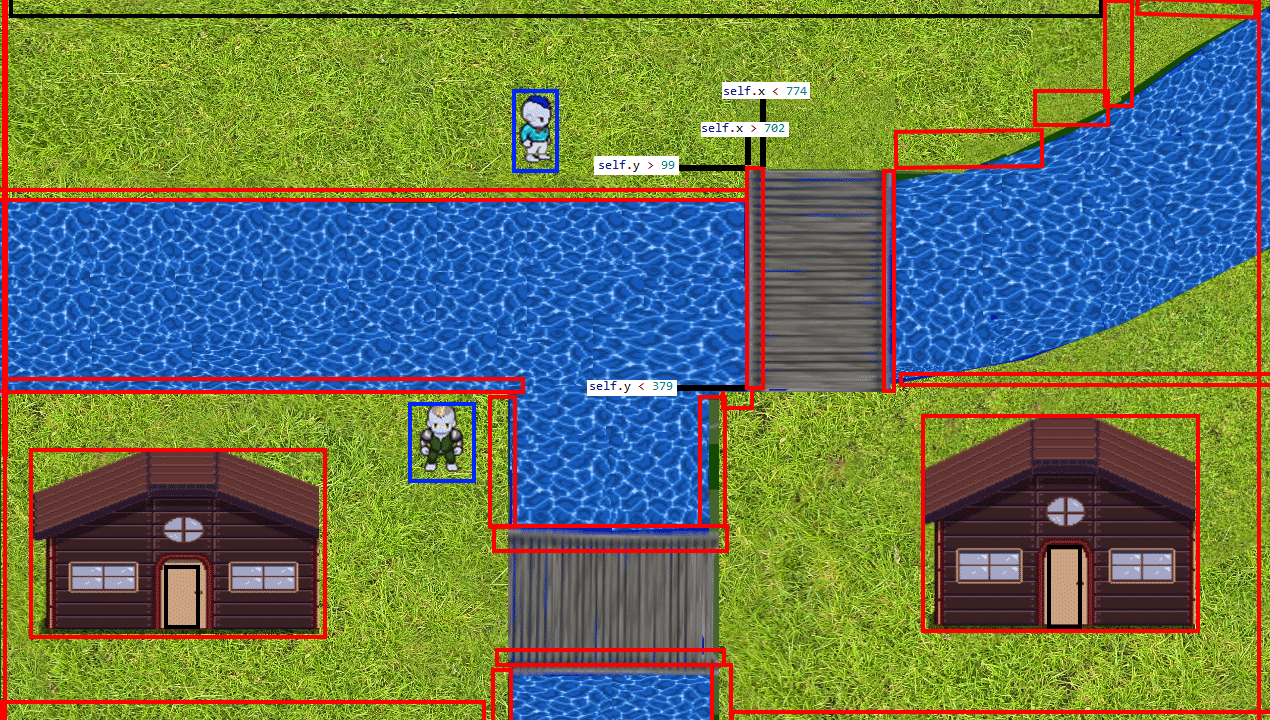 self.x < 774
self.x > 702
self.y > 99
self.y < 379